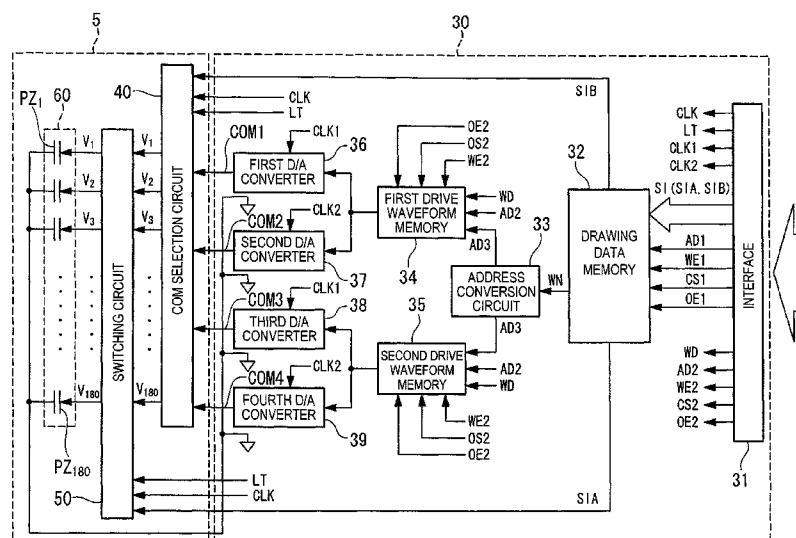 5
30
40
60
PZ1
V1
V1
V2
V2
V3
V3
V180
V180
PZ180
50
SWITCHING CIRCUIT
COM SELECTION CIRCUIT
SIB
CLK
LT
COM1
CLK1
36
FIRST D/A
CONVERTER
COM2
CLK2
SECOND D/A
CONVERTER
37
CLK1
38
COM3
THIRD D/A
CONVERTER
COM4
CLK2
FOURTH D/A
CONVERTER
39
OE2
OS2
WE2
FIRST DRIVE
WAVEFORM
MEMORY
34
WD
AD2
AD3
33
ADDRESS
CONVERSION
CIRCUIT
WN
35
AD3
SECOND DRIVE
WAVEFORM
MEMORY
AD2
WD
WE2
OS2
OE2
32
DRAWING
DATA
MEMORY
CLK
LT
CLK1
CLK2
SI(SIA, SIB)
AD1
WE1
CS1
OE1
WD
AD2
WE2
CS2
OE2
INTERFACE
31
LT
CLK
SIA